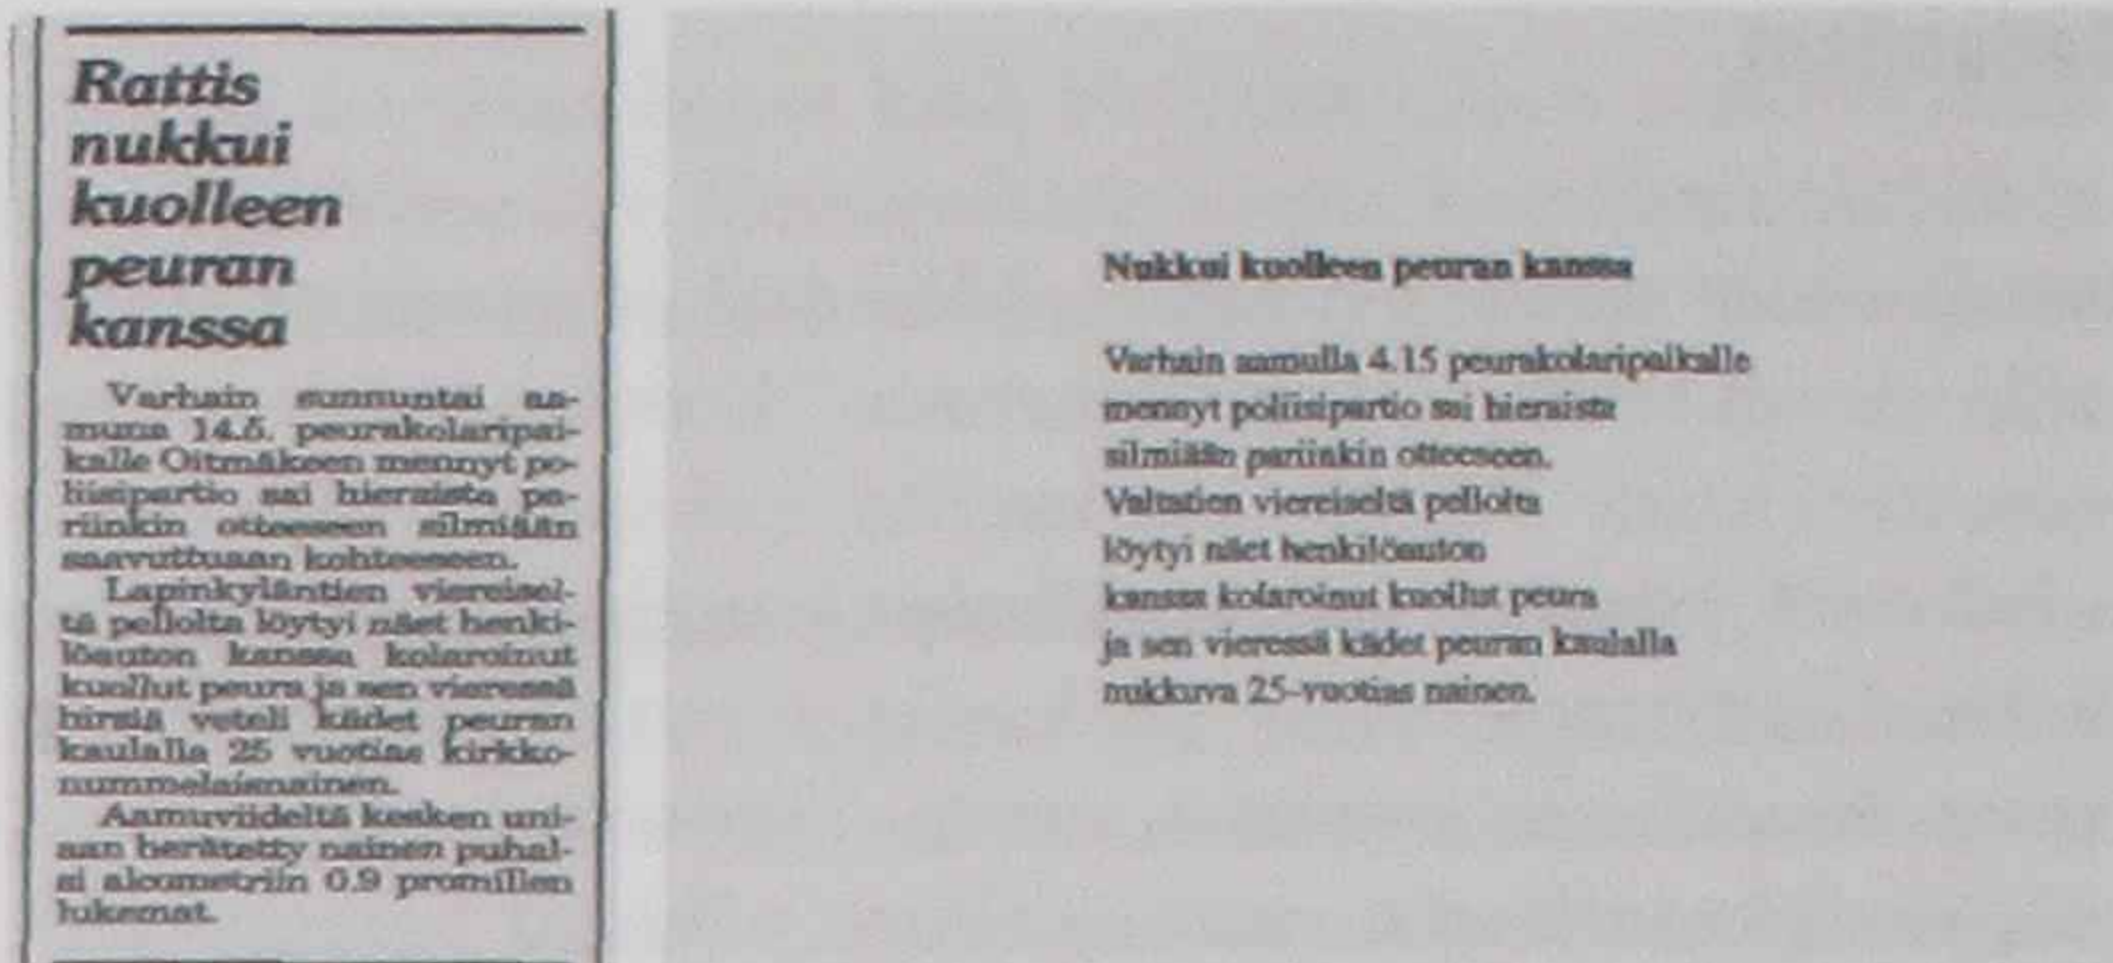 Rattis
nukkui
kuolleen
peuran
kanssa
Varhain sunnuntai aa-
muna 14.5. peurakolaripai-
kalle Oitmäkeen mennyt po-
liisipartio sai hieraista pa-
riinkin otteeseen silmiään
saavuttuaan kohteeseen.
Lapinkyläntien viereisel-
tä pellolta löytyi näet henki-
löauton kanssa kolaroinut
kuollut peura ja sen vieressä
hirsiä veteli kädet peuran
kaulalla 25 vuotias kirkko-
nummelaisnainen.
Aamuviideltä kesken uni-
aan herätetty nainen puhal-
si alcometriin 0.9 promillen
lukemat.
Nukkui kuolleen peuran kanssa
Varhain aamulla 4.15 peurakolaripaikalle
mennyt poliisipartio sai hieraista
silmiään pariinkin otteeseen.
Valtatien viereiseltä pellolta
löytyi näet henkilöauton
kanssa kolaroinut kuollut peura
ja sen vieressä kädet peuran kaulalla
nukkuva 25-vuotias nainen.